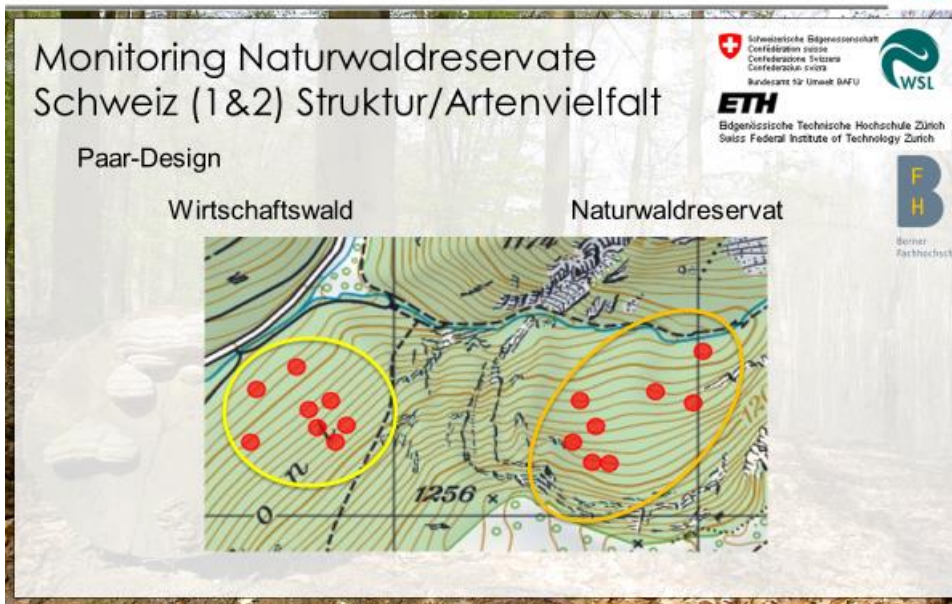 Monitoring Naturwaldreservate
Schweiz (1&2) Struktur/Artenvielfalt
Schweizerische Eidgenossenschaft
Confédération suisse
Confederazione Svizzera
Confederaziun svizra
Bundesamt für Umwelt BAFU
WSL
ETH
Eidgenössische Technische Hochschule Zürich
Swiss Federal Institute of Technology Zurich
F
B
H
Berner
Fachhochsch
Paar-Design
Wirtschaftswald
Naturwaldreservat
1256